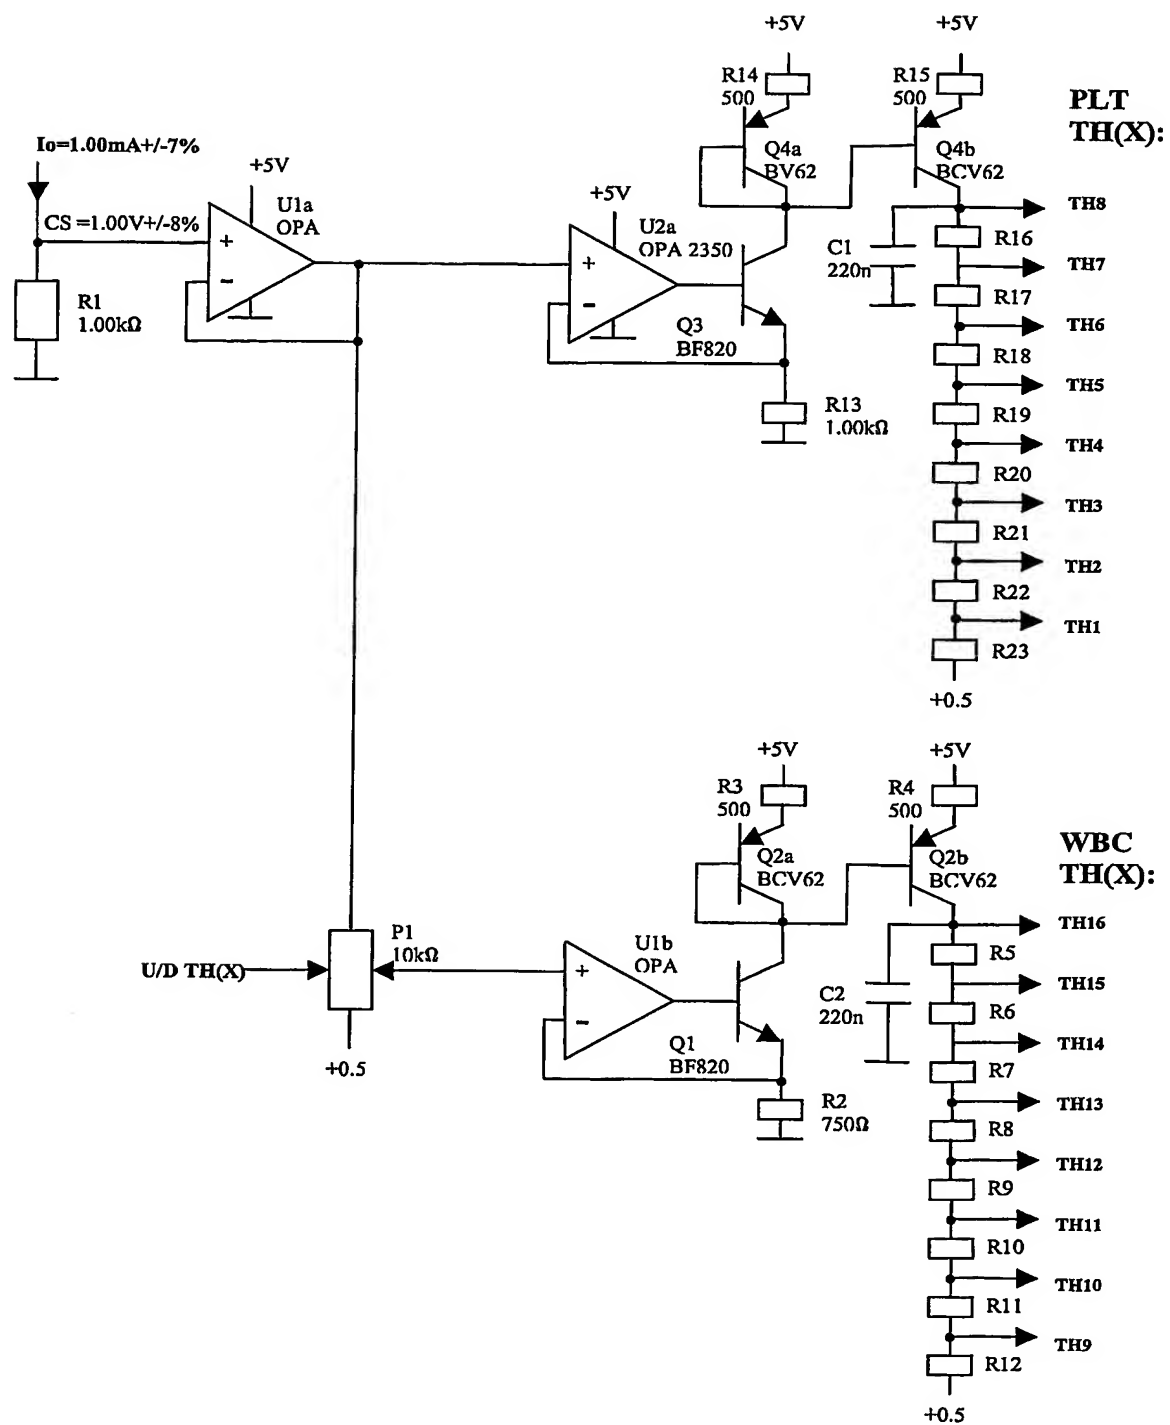 +5V
+5V
R14
500
R15
500
PLT
TH(X):
Io=1.00mA+/-7%
+5V
Q4a
BV62
Q4b
BCV62
CS =1.00V+/-8%
U1a
OPA
+5V
U2a
OPA 2350
TH8
R16
C1
220n
TH7
R17
R1
1.00kΩ
Q3
BF820
TH6
R18
TH5
R13
1.00kΩ
R19
TH4
R20
TH3
R21
TH2
R22
TH1
R23
+0.5
+5V
+5V
R3
500
R4
500
WBC
TH(X):
Q2a
BCV62
Q2b
BCV62
TH16
P1
10kΩ
U1b
OPA
R5
U/D TH(X)
C2
220n
TH15
R6
TH14
Q1
BF820
R7
+0.5
R2
750Ω
TH13
R8
TH12
R9
TH11
R10
TH10
R11
TH9
R12
+0.5
+
-
+
-
+
-